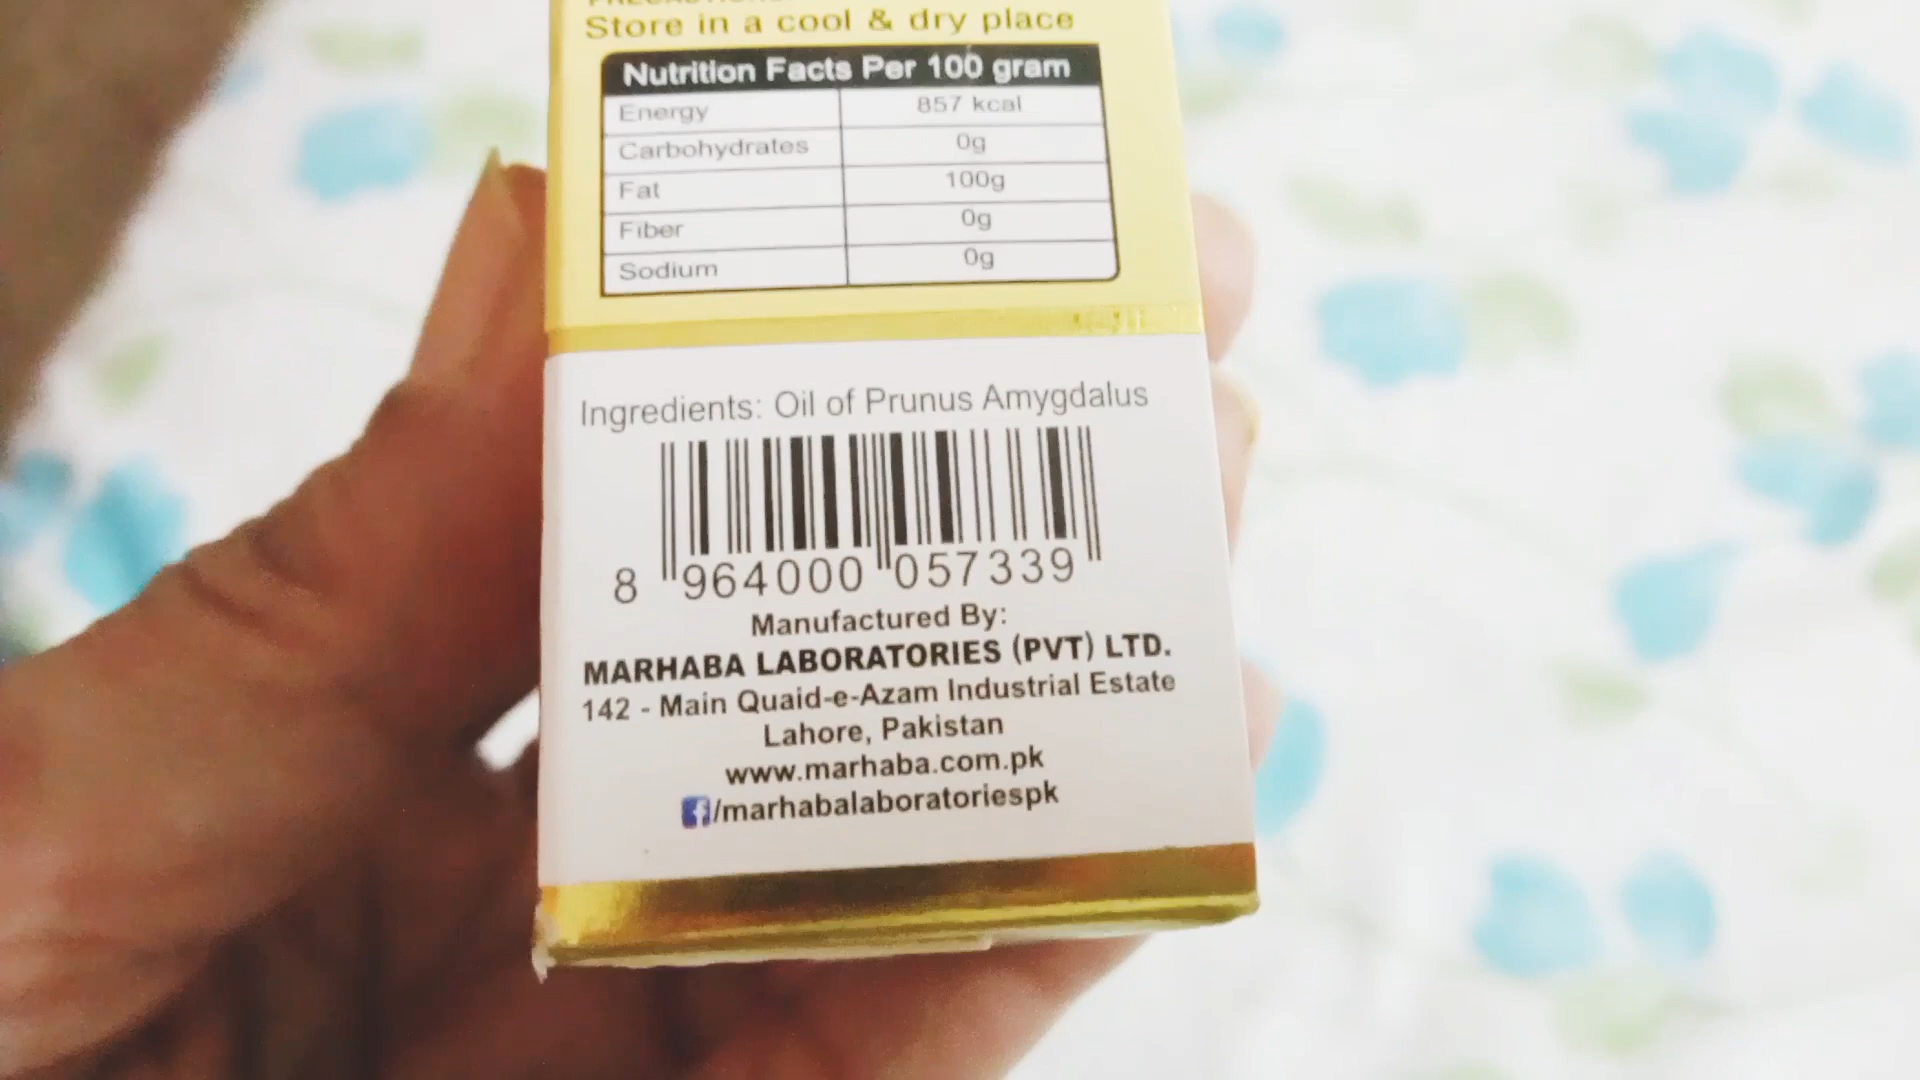 Store in a cool & dry place
Nutrition Facts Per 100 gram
Energy 857 kcal
Carbohydrates 0g
Fat 100g
Fiber 0g
Sodium 0g
Ingredients: Oil of Prunus Amygdalus
8 964000 057339
Manufactured By:
MARHABA LABORATORIES (PVT) LTD.
142 - Main Quaid-e-Azam Industrial Estate
Lahore, Pakistan
www.marhaba.com.pk
f/marhabalaboratoriespk